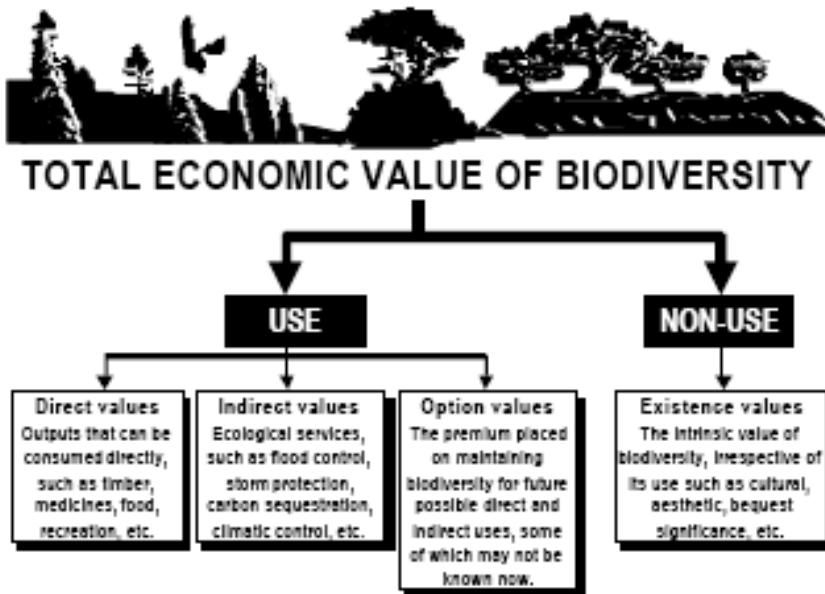 TOTAL ECONOMIC VALUE OF BIODIVERSITY
USE
NON-USE
Direct values
Outputs that can be
consumed directly,
such as timber,
medicines, food,
recreation, etc.
Indirect values
Ecological services,
such as flood control,
storm protection,
carbon sequestration,
climatic control, etc.
Option values
The premium placed
on maintaining
biodiversity for future
possible direct and
indirect uses, some
of which may not be
known now.
Existence values
The intrinsic value of
biodiversity, irrespective of
its use such as cultural,
aesthetic, bequest
significance, etc.